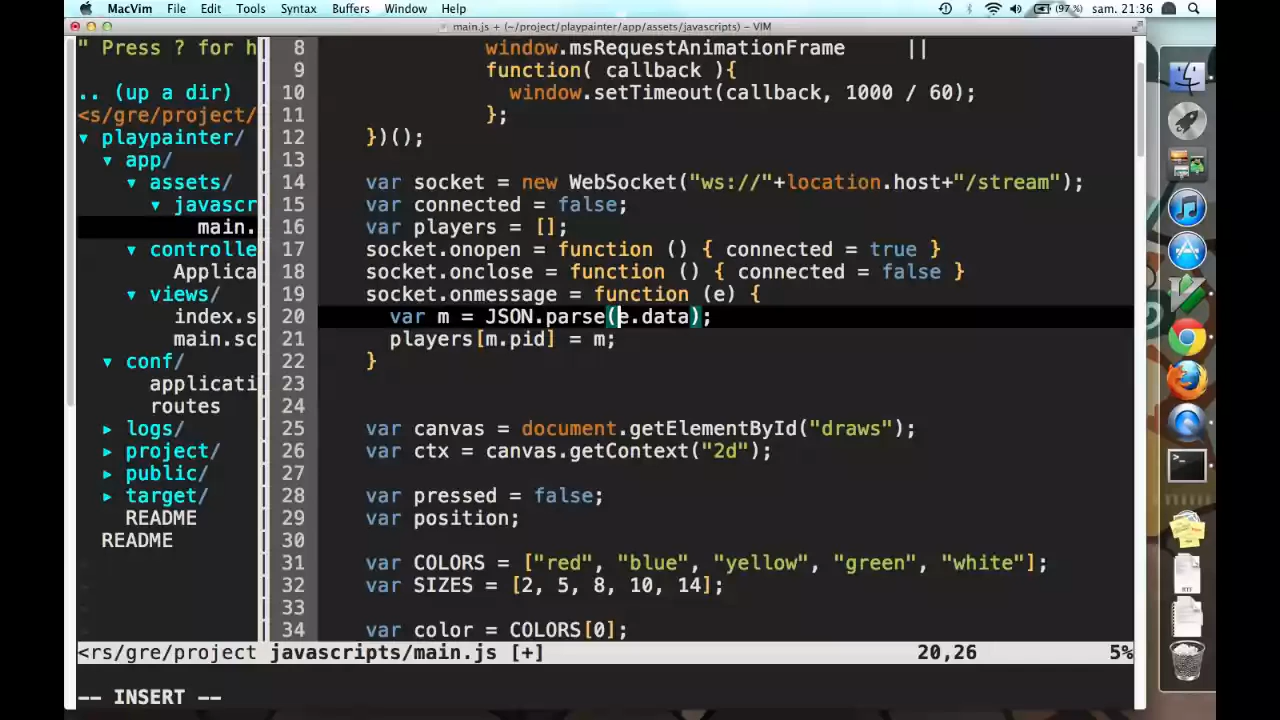 MacVim File Edit Tools Syntax Buffers Window Help (97 %) sam. 21:36
main.js + (~/project/playpainter/app/assets/javascripts) – VIM
" Press ? for h
.. (up a dir)
<s/gre/project/
▾ playpainter/
▾ app/
▾ assets/
▾ javascr
main.
▾ controlle
Applica
▾ views/
index.s
main.sc
▾ conf/
applicati
routes
▸ logs/
▸ project/
▸ public/
▸ target/
README
README
8 window.msRequestAnimationFrame ||
9 function( callback ){
10 window.setTimeout(callback, 1000 / 60);
11 };
12 })();
13
14 var socket = new WebSocket("ws://"+location.host+"/stream");
15 var connected = false;
16 var players = [];
17 socket.onopen = function () { connected = true }
18 socket.onclose = function () { connected = false }
19 socket.onmessage = function (e) {
20 var m = JSON.parse(e.data);
21 players[m.pid] = m;
22 }
23
24
25 var canvas = document.getElementById("draws");
26 var ctx = canvas.getContext("2d");
27
28 var pressed = false;
29 var position;
30
31 var COLORS = ["red", "blue", "yellow", "green", "white"];
32 var SIZES = [2, 5, 8, 10, 14];
33
34 var color = COLORS[0];
<rs/gre/project javascripts/main.js [+] 20,26 5%
-- INSERT --